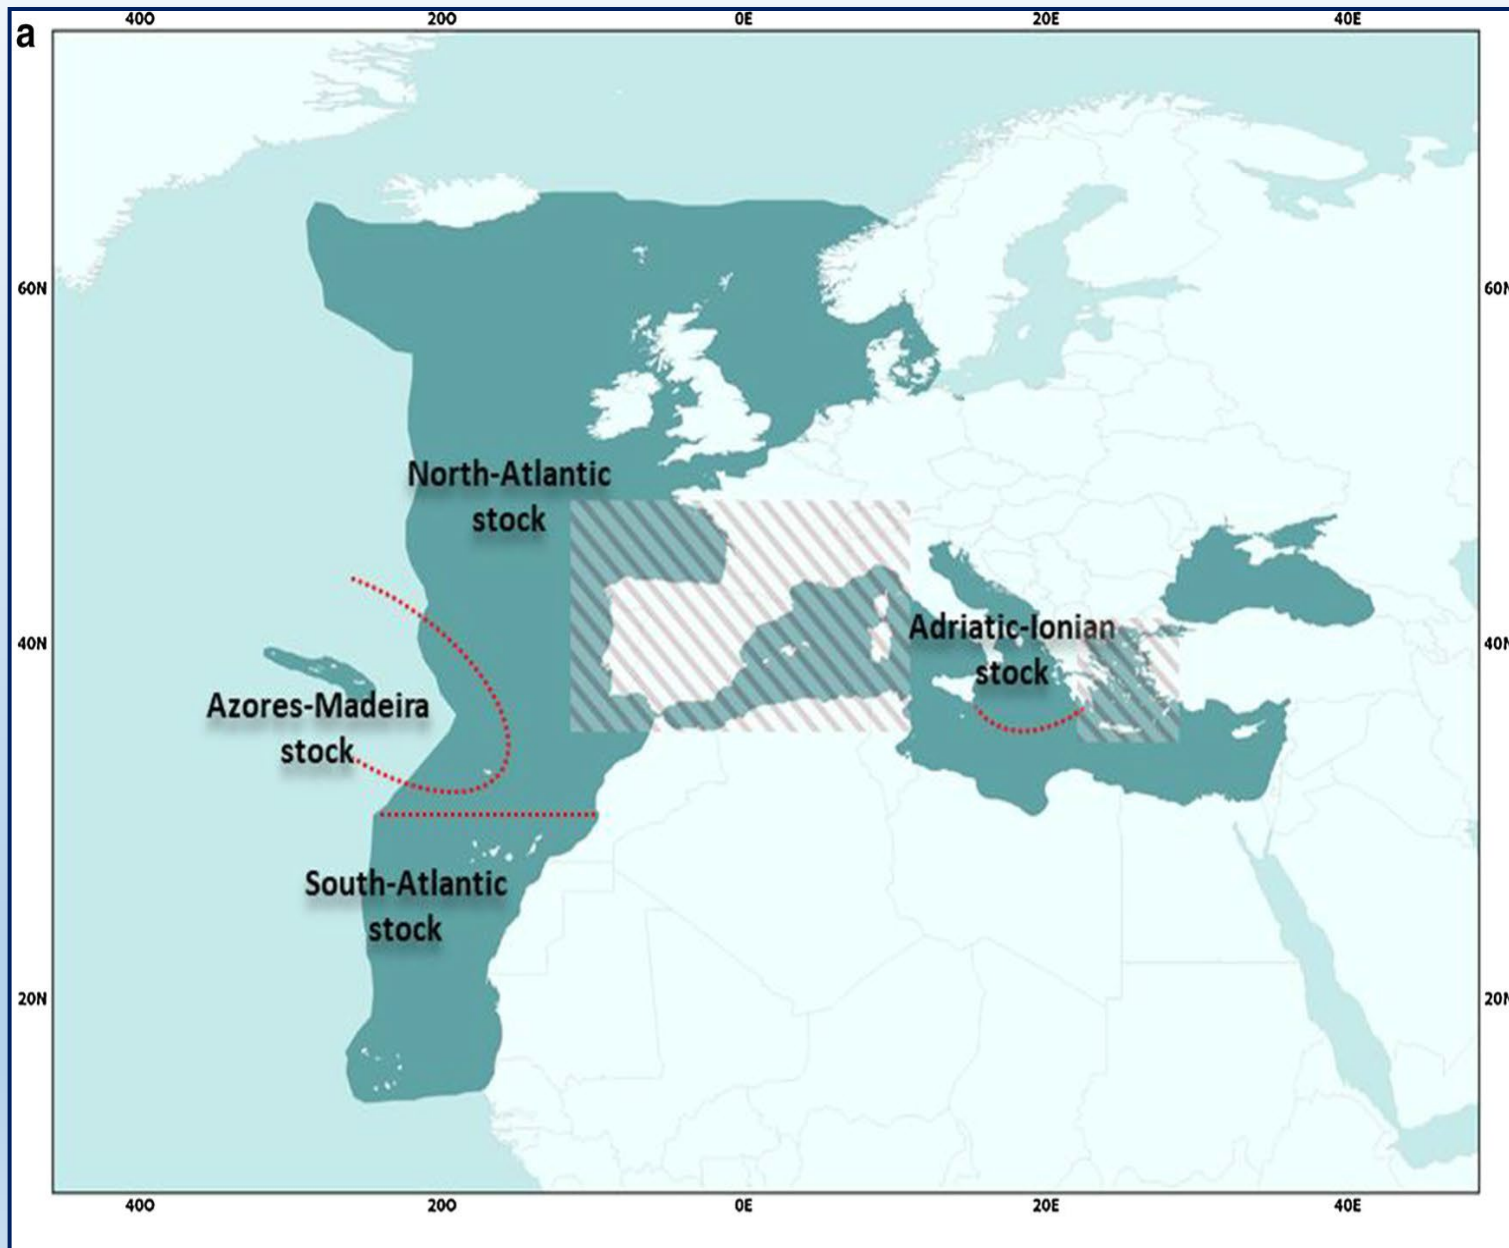 a
40O 20O 0E 20E 40E
60N 60N
North-Atlantic
stock
40N 40N
Adriatic-Ionian
stock
Azores-Madeira
stock
South-Atlantic
stock
20N 20N
40O 20O 0E 20E 40E